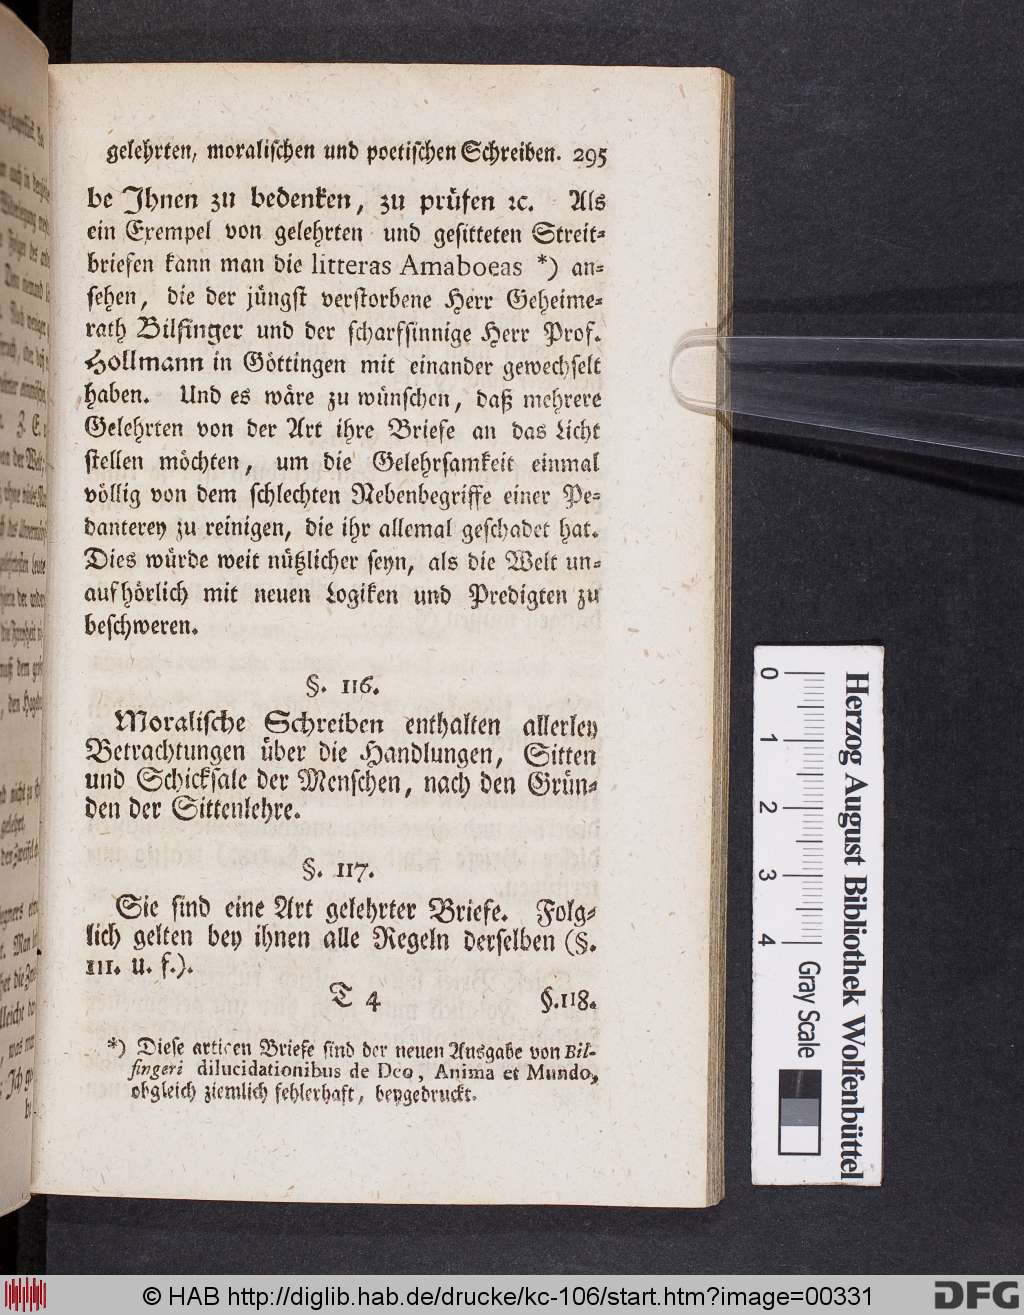 gelehrten, moralischen und poetischen Schreiben. 295
be Ihnen zu bedenken, zu prüfen ꝛc. Als
ein Exempel von gelehrten und gesitteten Streit⸗
briefen kann man die litteras Amaboeas *) an⸗
sehen, die der jüngst verstorbene Herr Geheime⸗
rath Bilfinger und der scharfsinnige Herr Prof.
Hollmann in Göttingen mit einander gewechselt
haben. Und es wäre zu wünschen, daß mehrere
Gelehrten von der Art ihre Briefe an das Licht
stellen möchten, um die Gelehrsamkeit einmal
völlig von dem schlechten Nebenbegriffe einer Pe⸗
danterey zu reinigen, die ihr allemal geschadet hat.
Dies würde weit nützlicher seyn, als die Welt un⸗
aufhörlich mit neuen Logiken und Predigten zu
beschweren.
§. 116.
Moralische Schreiben enthalten allerley
Betrachtungen über die Handlungen, Sitten
und Schicksale der Menschen, nach den Grün⸗
den der Sittenlehre.
§. 117.
Sie sind eine Art gelehrter Briefe. Folg⸗
lich gelten bey ihnen alle Regeln derselben (§.
111. u. f.).
T 4 §.118.
*) Diese artigen Briefe sind der neuen Ausgabe von Bil-
fingeri dilucidationibus de Deo, Anima et Mundo,
obgleich ziemlich fehlerhaft, beygedruckt.
0 1 2 3 4
Gray Scale
Herzog August Bibliothek Wolfenbüttel
© HAB http://diglib.hab.de/drucke/kc-106/start.htm?image=00331
DFG